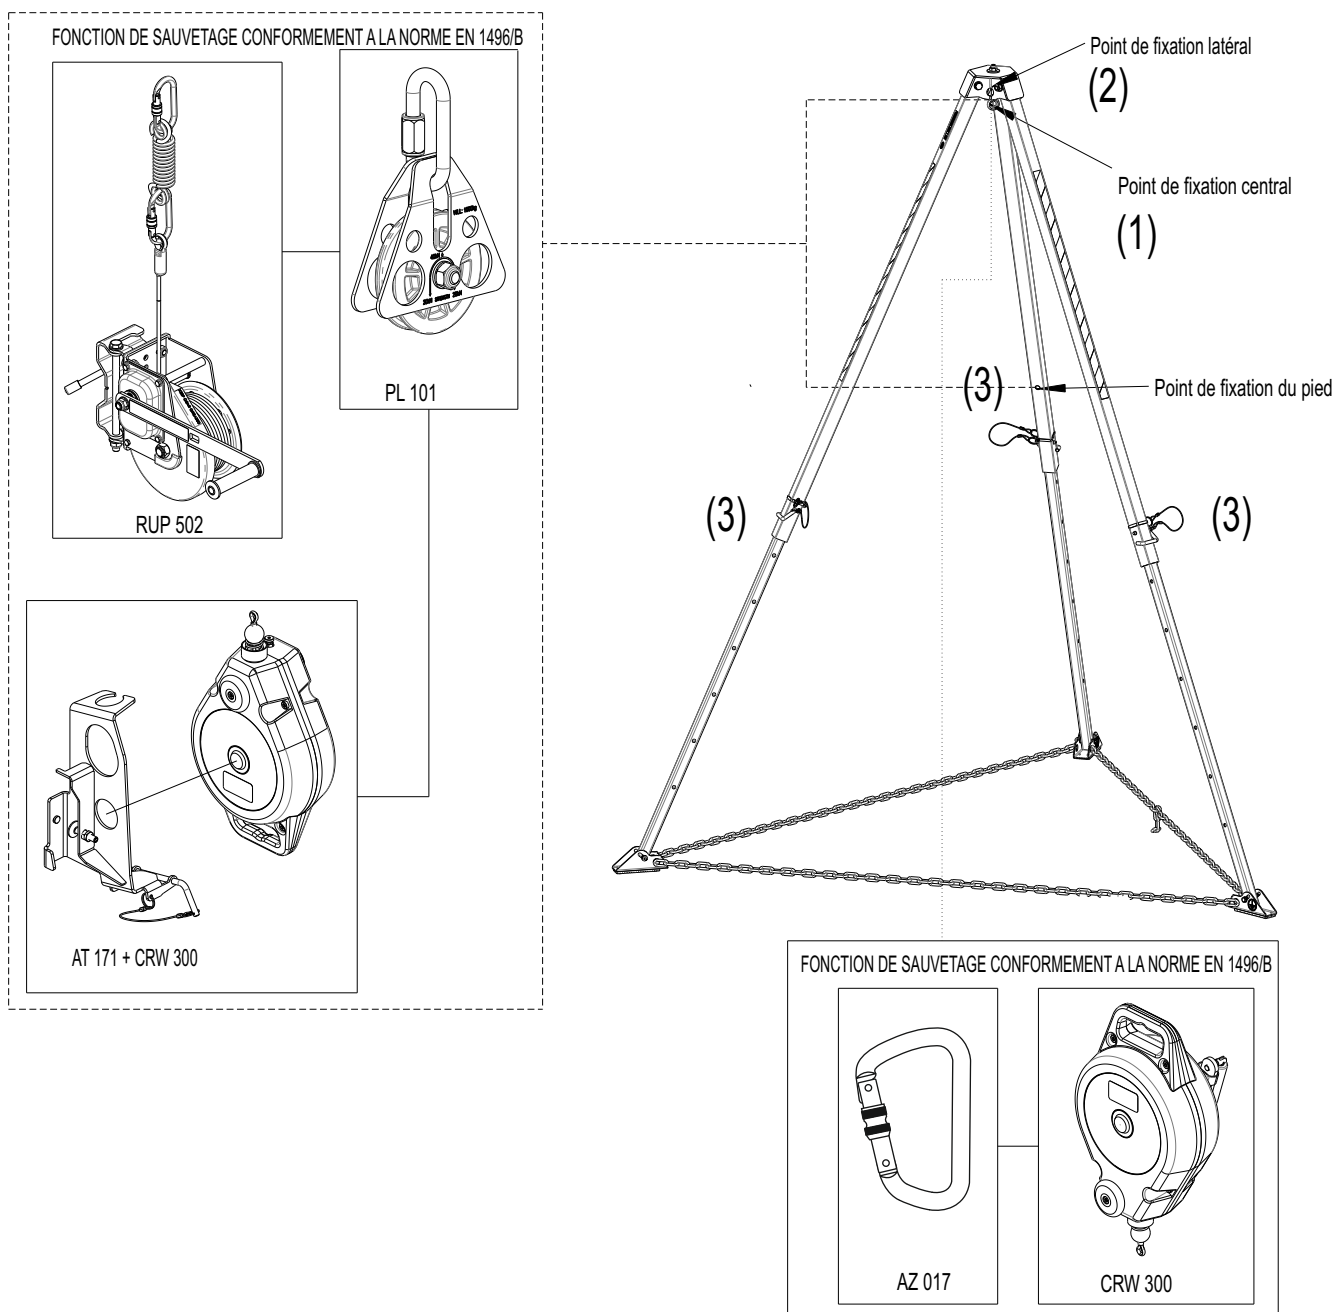 FONCTION DE SAUVETAGE CONFORMEMENT A LA NORME EN 1496/B
RUP 502
PL 101
AT 171 + CRW 300
Point de fixation latéral
(2)
Point de fixation central
(1)
(3)
Point de fixation du pied
(3)
(3)
FONCTION DE SAUVETAGE CONFORMEMENT A LA NORME EN 1496/B
AZ 017
CRW 300